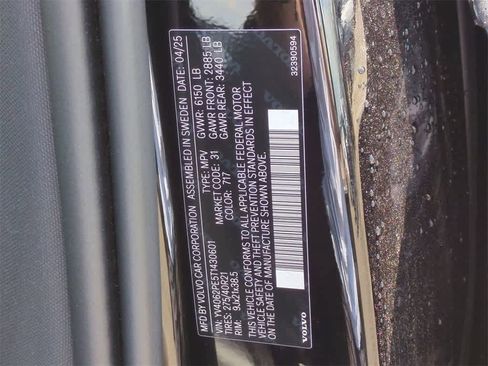 MFD BY VOLVO CAR CORPORATION ASSEMBLED IN SWEDEN DATE: 04/25
GVWR: 6150 LB
GAWR FRONT: 2885 LB
GAWR REAR: 3440 LB
VIN: YV4062PE5T1430601 TYPE: MPV
TIRES: 275/40R21 MARKET CODE: 31
RIM: 9Jx21x38.5 COLOR: 717
THIS VEHICLE CONFORMS TO ALL APPLICABLE FEDERAL MOTOR
VEHICLE SAFETY AND THEFT PREVENTION STANDARDS IN EFFECT
ON THE DATE OF MANUFACTURE SHOWN ABOVE.
VOLVO
32390594